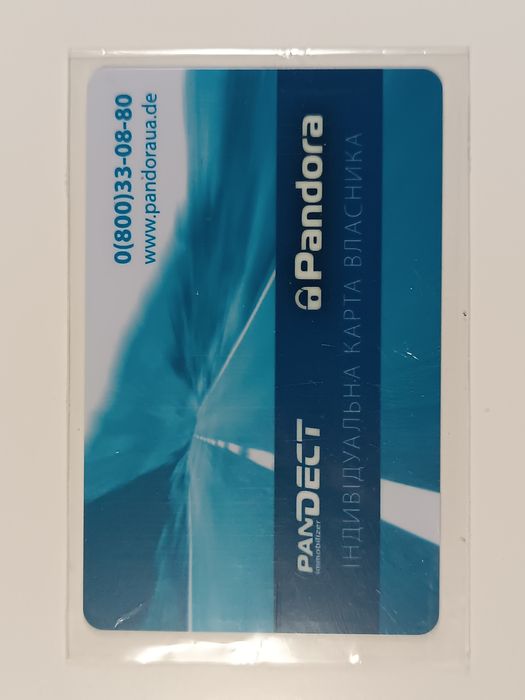 0(800)33-08-80
www.pandoraua.de
PANDECT
immobilizer
Pandora
ІНДИВІДУАЛЬНА КАРТА ВЛАСНИКА